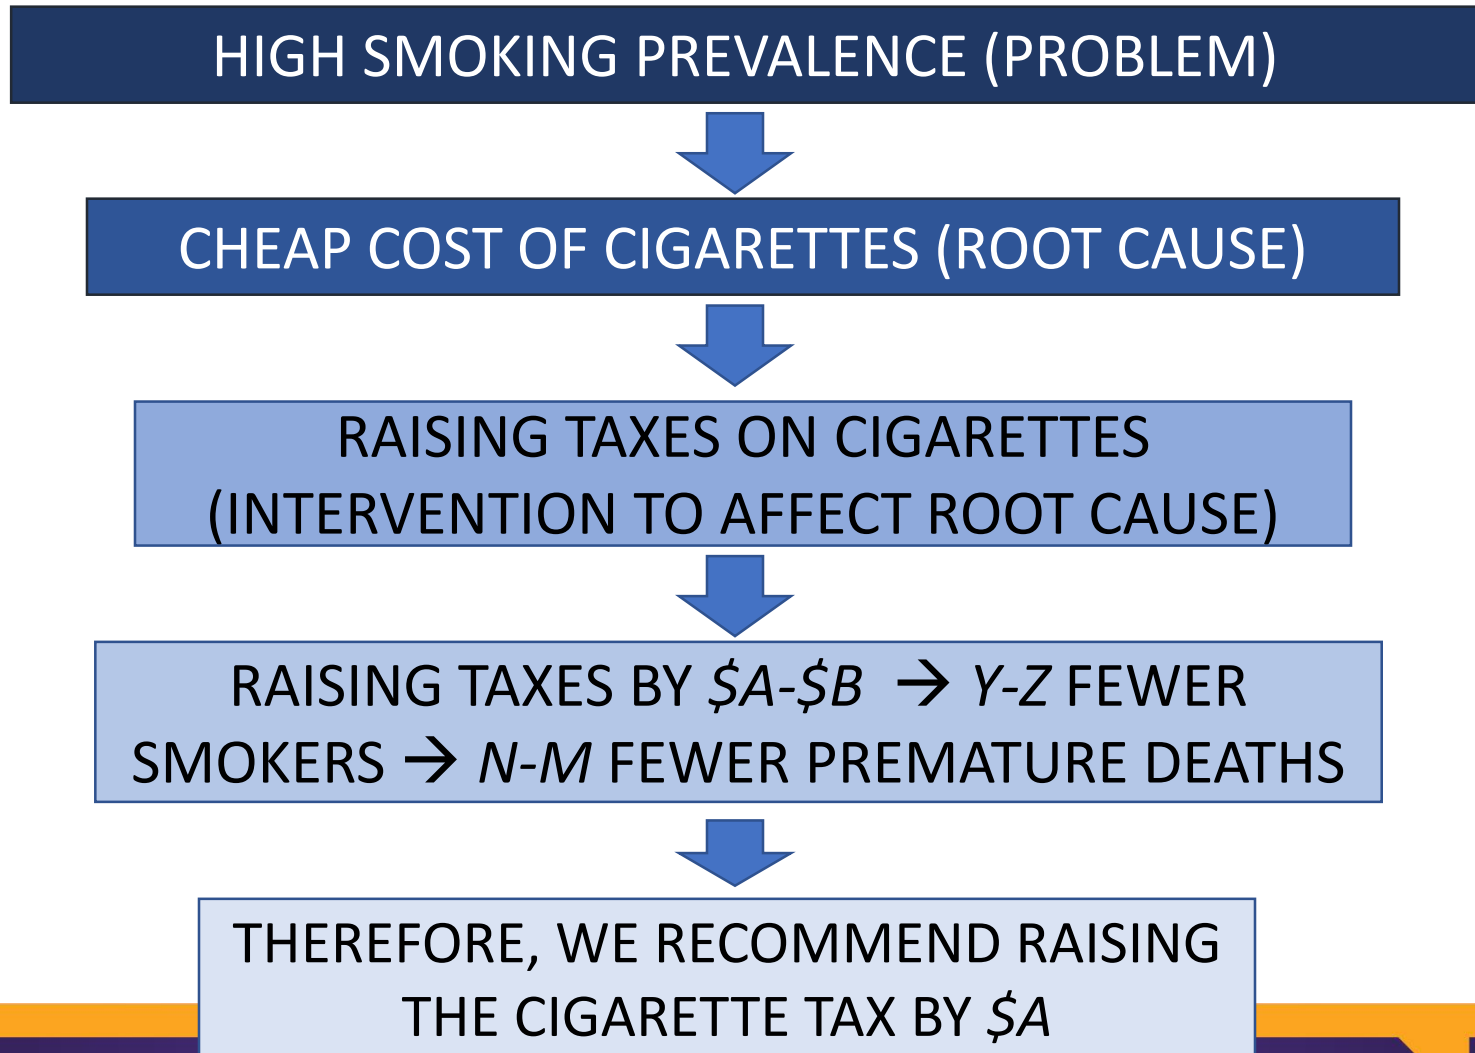 HIGH SMOKING PREVALENCE (PROBLEM)
CHEAP COST OF CIGARETTES (ROOT CAUSE)
RAISING TAXES ON CIGARETTES
(INTERVENTION TO AFFECT ROOT CAUSE)
RAISING TAXES BY $A-$B → Y-Z FEWER
SMOKERS → N-M FEWER PREMATURE DEATHS
THEREFORE, WE RECOMMEND RAISING
THE CIGARETTE TAX BY $A